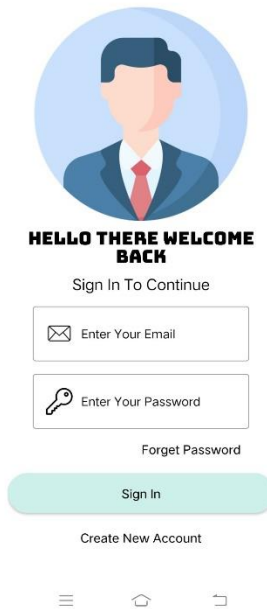 HELLO THERE WELCOME
BACK
Sign In To Continue
Enter Your Email
Enter Your Password
Forget Password
Sign In
Create New Account